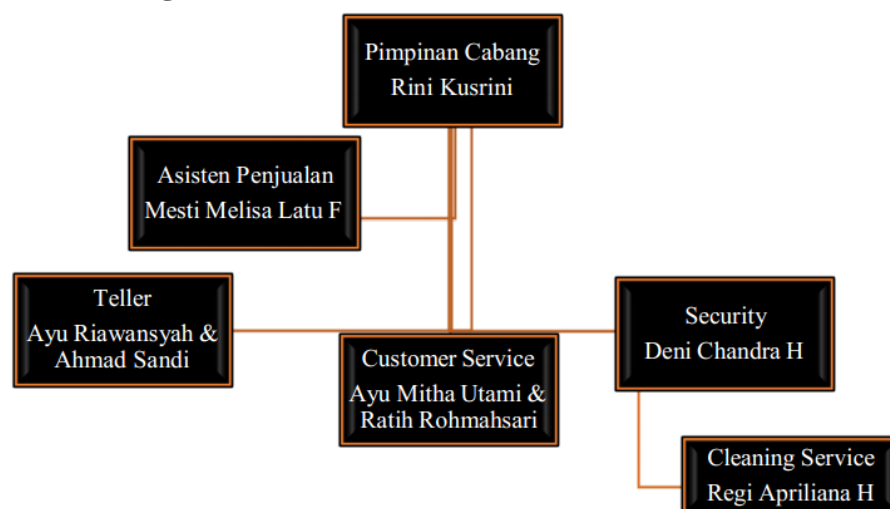 Pimpinan Cabang
Rini Kusrini
Asisten Penjualan
Mesti Melisa Latu F
Teller
Ayu Riawansyah &
Ahmad Sandi
Customer Service
Ayu Mitha Utami &
Ratih Rohmahsari
Security
Deni Chandra H
Cleaning Service
Regi Apriliana H